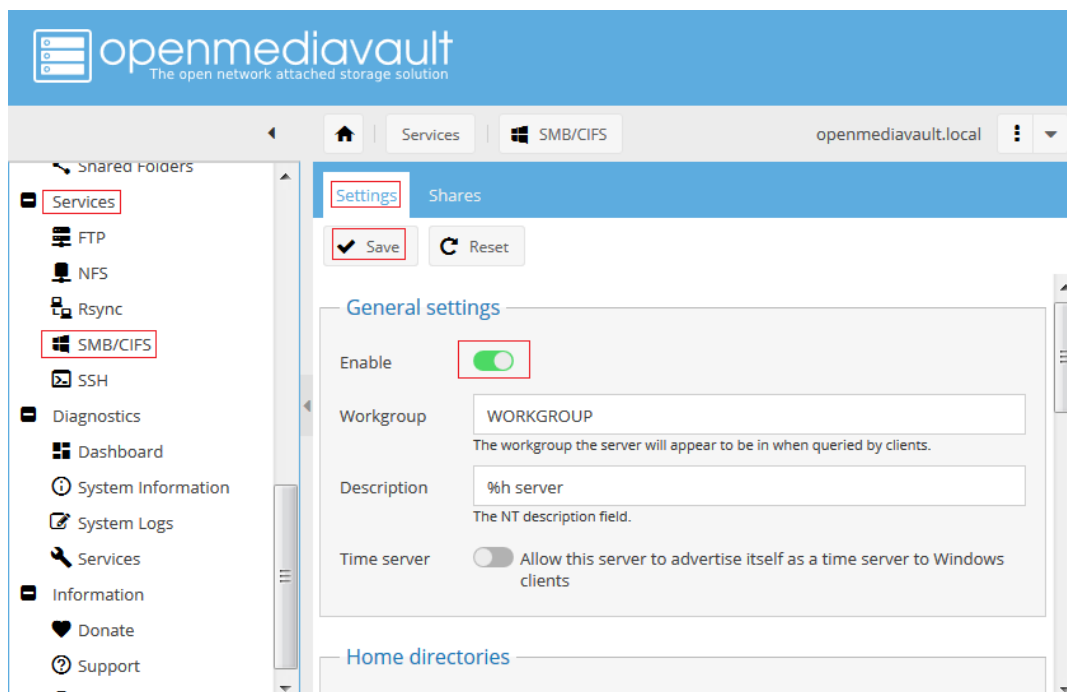 openmediavault
The open network attached storage solution
Services
SMB/CIFS
openmediavault.local
Shared Folders
Services
FTP
NFS
Rsync
SMB/CIFS
SSH
Diagnostics
Dashboard
System Information
System Logs
Services
Information
Donate
Support
Settings
Shares
Save
Reset
General settings
Enable
Workgroup
WORKGROUP
The workgroup the server will appear to be in when queried by clients.
Description
%h server
The NT description field.
Time server
Allow this server to advertise itself as a time server to Windows
clients
Home directories